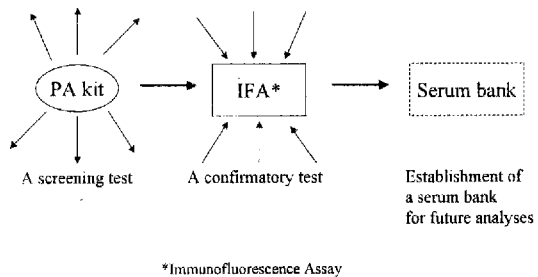 PA kit
IFA*
Serum bank
A screening test
A confirmatory test
Establishment of
a serum bank
for future analyses
*Immunofluorescence Assay